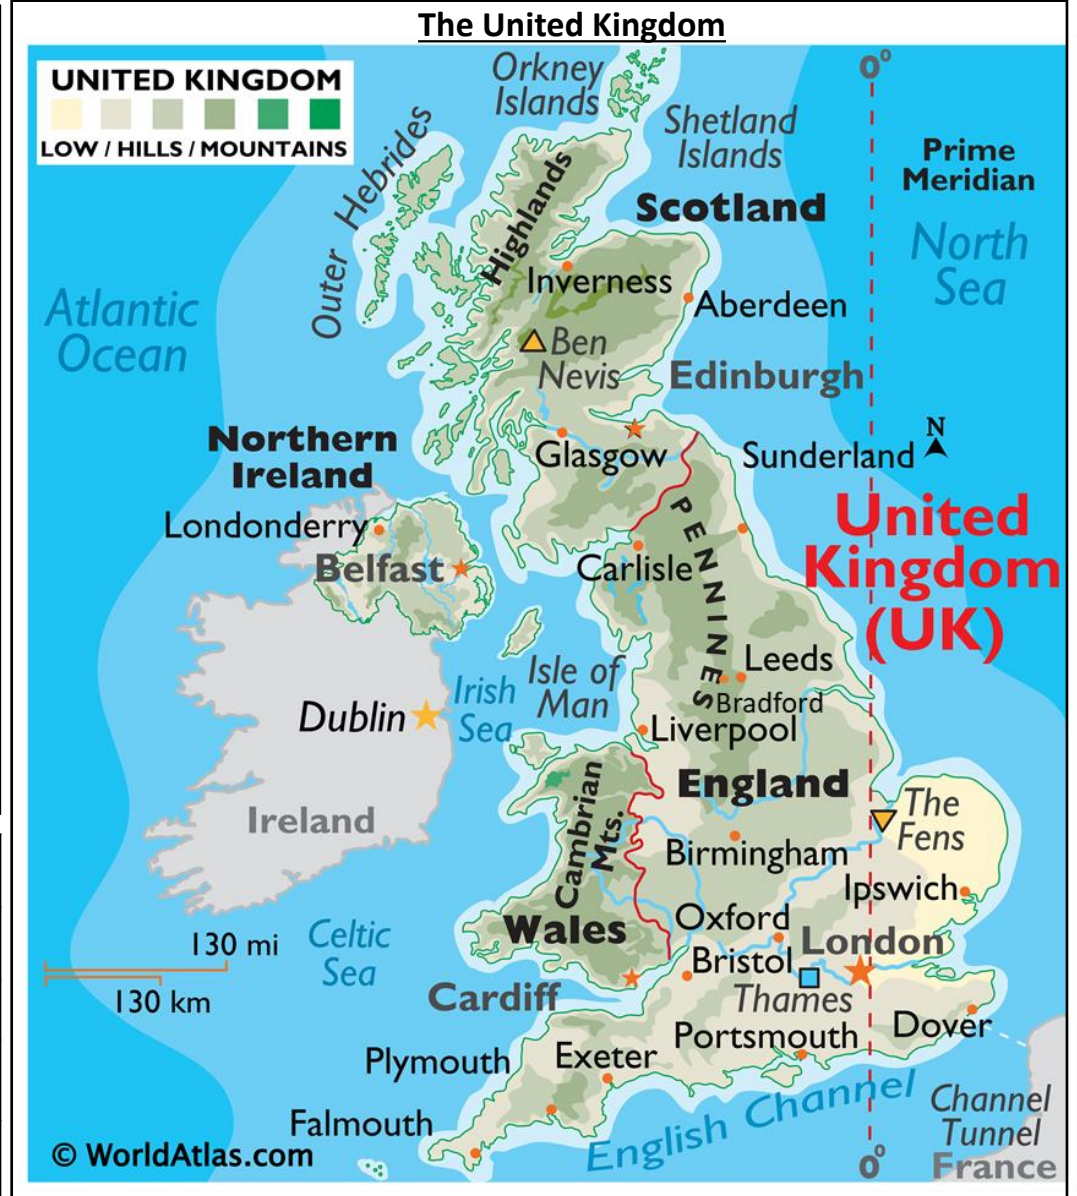 The United Kingdom
UNITED KINGDOM
LOW / HILLS / MOUNTAINS
Orkney
Islands
Shetland
Islands
0°
Prime
Meridian
Outer Hebrides
Highlands
Scotland
North
Sea
Atlantic
Ocean
Inverness
Aberdeen
Ben
Nevis
Edinburgh
Northern
Ireland
Glasgow
Sunderland
N
United
Kingdom
(UK)
Londonderry
Belfast
Carlisle
PENNINES
Isle of
Man
Irish
Sea
Leeds
Bradford
Dublin
Liverpool
England
Ireland
Cambrian
Mts.
The
Fens
Birmingham
Ipswich
Wales
Oxford
London
130 mi
130 km
Celtic
Sea
Bristol
Cardiff
Thames
Portsmouth
Dover
Plymouth
Exeter
Falmouth
English Channel
Channel
Tunnel
© WorldAtlas.com
0°
France